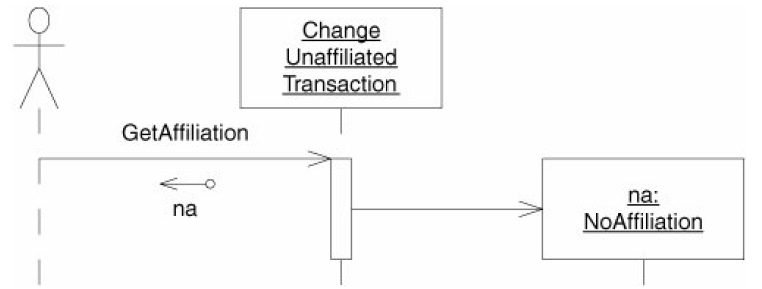 Change
Unaffiliated
Transaction
GetAffiliation
na
na:
NoAffiliation